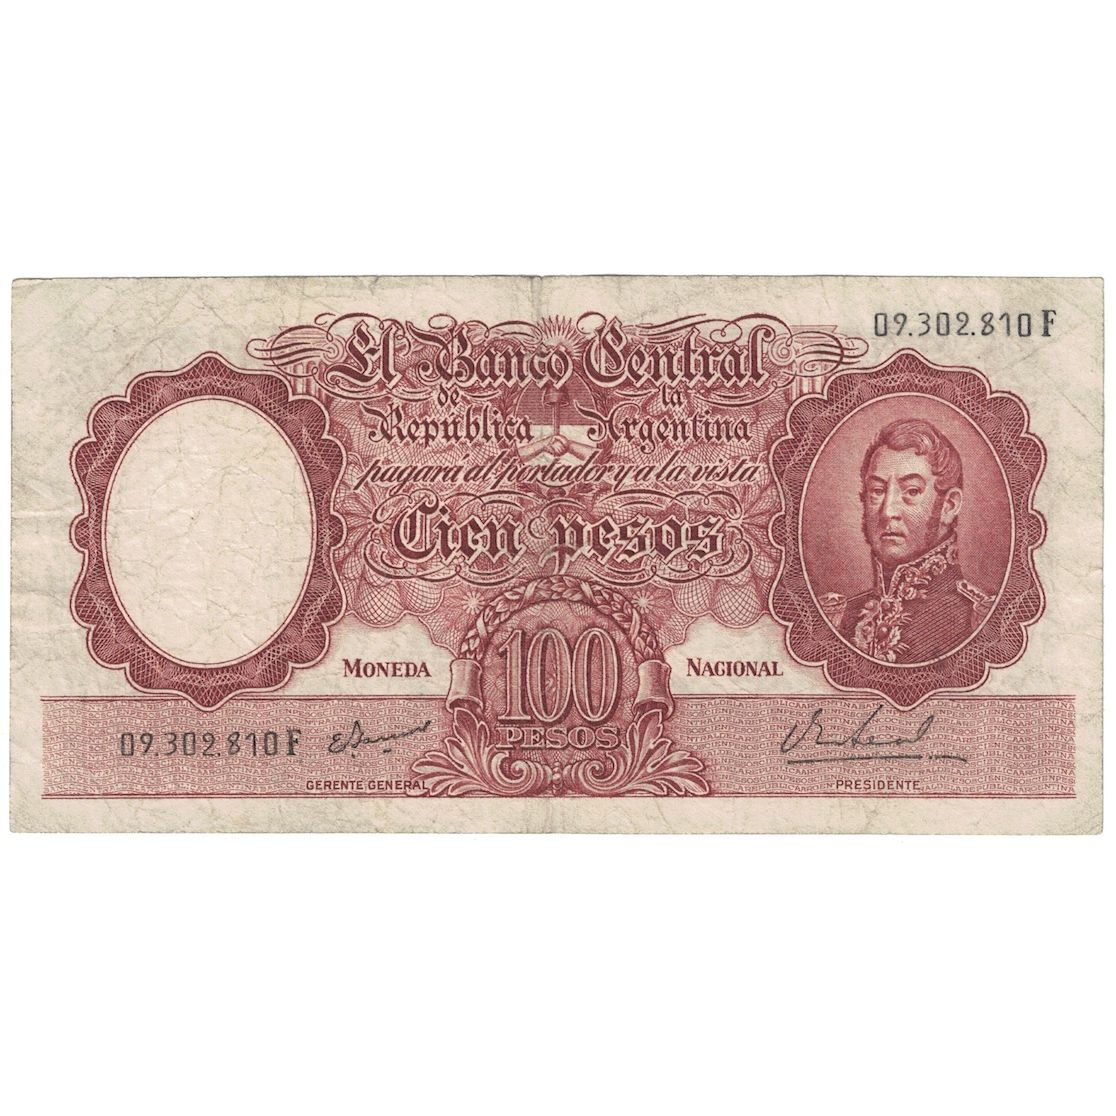 09.302.810 F
El Banco Central
de la
República Argentina
pagará al portador y a la vista
Cien pesos
MONEDA 100 NACIONAL
PESOS
09.302.810 F
GERENTE GENERAL PRESIDENTE